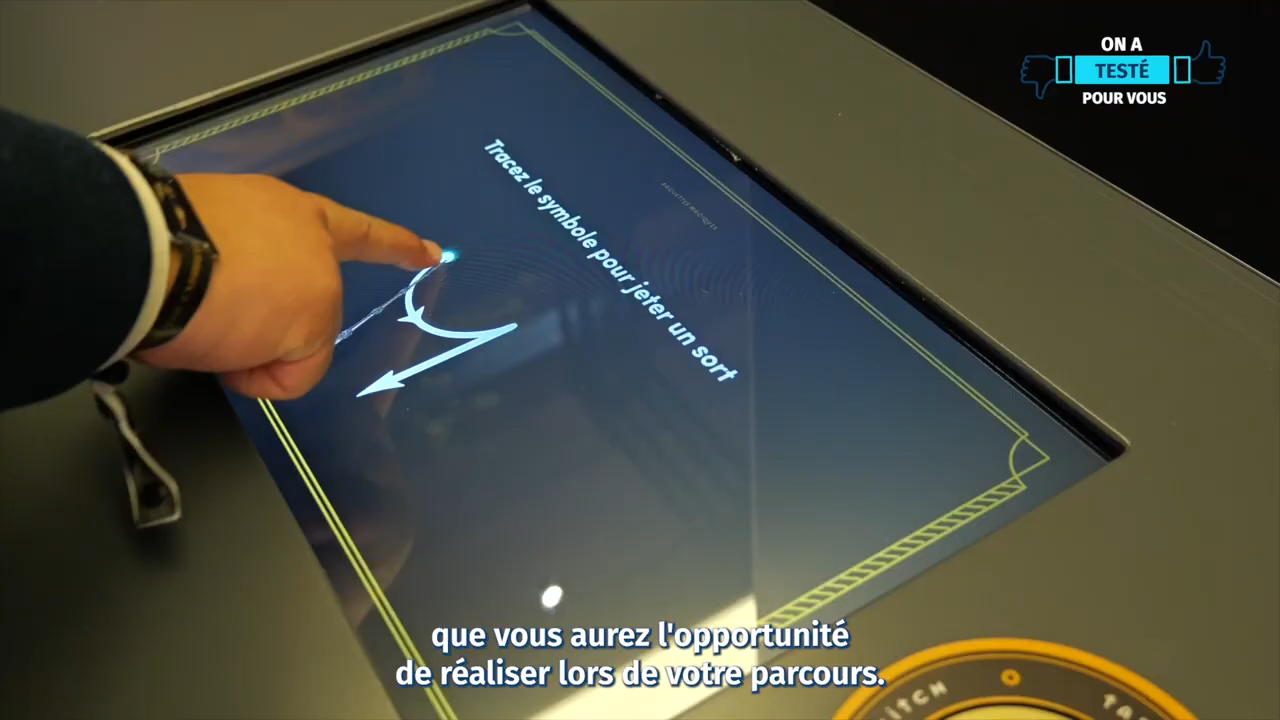 ON A
TESTÉ
POUR VOUS
Tracez le symbole pour jeter un sort
que vous aurez l'opportunité
de réaliser lors de votre parcours.